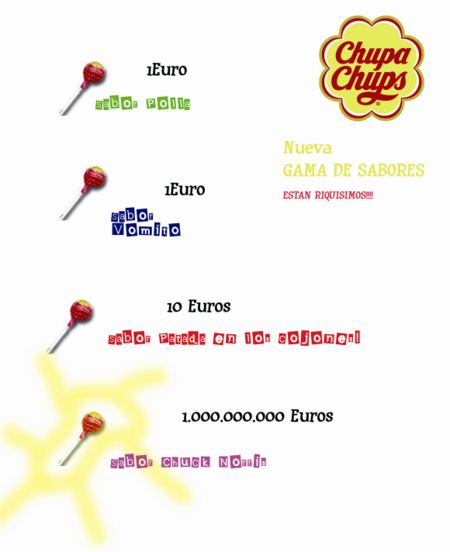 1Euro
Sabor Polla
Chupa
Chups
Nueva
GAMA DE SABORES
ESTAN RIQUISIMOS!!!!
1Euro
Sabor
Vomito
10 Euros
Sabor Patada en los cojones!
1.000.000.000 Euros
Sabor Chuck Norris